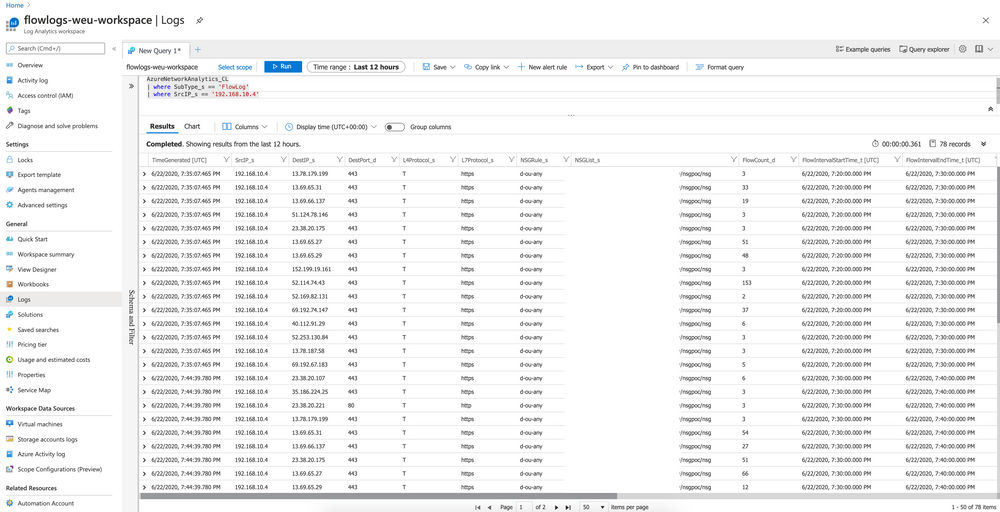 Home >
flowlogs-weu-workspace | Logs
Log Analytics workspace
Search (Cmd+/)
Overview
Activity log
Access control (IAM)
Tags
Diagnose and solve problems
Settings
Locks
Export template
Agents management
Advanced settings
General
Quick Start
Workspace summary
View Designer
Workbooks
Logs
Solutions
Saved searches
Pricing tier
Usage and estimated costs
Properties
Service Map
Workspace Data Sources
Virtual machines
Storage accounts logs
Azure Activity log
Scope Configurations (Preview)
Related Resources
Automation Account
New Query 1*
Example queries Query explorer
flowlogs-weu-workspace Select scope Run Time range : Last 12 hours Save Copy link New alert rule Export Pin to dashboard Format query
AzureNetworkAnalytics_CL
| where SubType_s == 'FlowLog'
| where SrcIP_s == '192.168.10.4'
Schema and Filter
Results Chart Columns Display time (UTC+00:00) Group columns
Completed. Showing results from the last 12 hours. 00:00:00.361 78 records
TimeGenerated [UTC] SrcIP_s DestIP_s DestPort_d L4Protocol_s L7Protocol_s NSGRule_s NSGList_s FlowCount_d FlowIntervalStartTime_t [UTC] FlowIntervalEndTime_t [UTC]
6/22/2020, 7:35:07.465 PM 192.168.10.4 13.78.179.199 443 T https d-ou-any /nsgpoc/nsg 3 6/22/2020, 7:20:00.000 PM 6/22/2020, 7:30:00.000 PM
6/22/2020, 7:35:07.465 PM 192.168.10.4 13.69.65.31 443 T https d-ou-any /nsgpoc/nsg 33 6/22/2020, 7:20:00.000 PM 6/22/2020, 7:30:00.000 PM
6/22/2020, 7:35:07.465 PM 192.168.10.4 13.69.66.137 443 T https d-ou-any /nsgpoc/nsg 19 6/22/2020, 7:20:00.000 PM 6/22/2020, 7:30:00.000 PM
6/22/2020, 7:35:07.465 PM 192.168.10.4 51.124.78.146 443 T https d-ou-any /nsgpoc/nsg 3 6/22/2020, 7:20:00.000 PM 6/22/2020, 7:30:00.000 PM
6/22/2020, 7:35:07.465 PM 192.168.10.4 23.38.20.175 443 T https d-ou-any /nsgpoc/nsg 3 6/22/2020, 7:20:00.000 PM 6/22/2020, 7:30:00.000 PM
6/22/2020, 7:35:07.465 PM 192.168.10.4 13.69.65.27 443 T https d-ou-any /nsgpoc/nsg 51 6/22/2020, 7:20:00.000 PM 6/22/2020, 7:30:00.000 PM
6/22/2020, 7:35:07.465 PM 192.168.10.4 13.69.65.29 443 T https d-ou-any /nsgpoc/nsg 48 6/22/2020, 7:20:00.000 PM 6/22/2020, 7:30:00.000 PM
6/22/2020, 7:35:07.465 PM 192.168.10.4 152.199.19.161 443 T https d-ou-any /nsgpoc/nsg 3 6/22/2020, 7:20:00.000 PM 6/22/2020, 7:30:00.000 PM
6/22/2020, 7:35:07.465 PM 192.168.10.4 52.114.74.43 443 T https d-ou-any /nsgpoc/nsg 153 6/22/2020, 7:20:00.000 PM 6/22/2020, 7:30:00.000 PM
6/22/2020, 7:35:07.465 PM 192.168.10.4 52.169.82.131 443 T https d-ou-any /nsgpoc/nsg 2 6/22/2020, 7:20:00.000 PM 6/22/2020, 7:30:00.000 PM
6/22/2020, 7:35:07.465 PM 192.168.10.4 69.192.74.147 443 T https d-ou-any /nsgpoc/nsg 37 6/22/2020, 7:20:00.000 PM 6/22/2020, 7:30:00.000 PM
6/22/2020, 7:35:07.465 PM 192.168.10.4 40.112.91.29 443 T https d-ou-any /nsgpoc/nsg 6 6/22/2020, 7:20:00.000 PM 6/22/2020, 7:30:00.000 PM
6/22/2020, 7:35:07.465 PM 192.168.10.4 52.253.130.84 443 T https d-ou-any /nsgpoc/nsg 3 6/22/2020, 7:20:00.000 PM 6/22/2020, 7:30:00.000 PM
6/22/2020, 7:35:07.465 PM 192.168.10.4 13.78.187.58 443 T https d-ou-any /nsgpoc/nsg 3 6/22/2020, 7:20:00.000 PM 6/22/2020, 7:30:00.000 PM
6/22/2020, 7:35:07.465 PM 192.168.10.4 69.192.67.183 443 T https d-ou-any /nsgpoc/nsg 5 6/22/2020, 7:20:00.000 PM 6/22/2020, 7:30:00.000 PM
6/22/2020, 7:44:39.780 PM 192.168.10.4 23.38.20.107 443 T https d-ou-any /nsgpoc/nsg 6 6/22/2020, 7:30:00.000 PM 6/22/2020, 7:40:00.000 PM
6/22/2020, 7:44:39.780 PM 192.168.10.4 35.186.224.25 443 T https d-ou-any /nsgpoc/nsg 3 6/22/2020, 7:30:00.000 PM 6/22/2020, 7:40:00.000 PM
6/22/2020, 7:44:39.780 PM 192.168.10.4 23.38.20.221 80 T http d-ou-any /nsgpoc/nsg 3 6/22/2020, 7:30:00.000 PM 6/22/2020, 7:40:00.000 PM
6/22/2020, 7:44:39.780 PM 192.168.10.4 13.78.179.199 443 T https d-ou-any /nsgpoc/nsg 3 6/22/2020, 7:30:00.000 PM 6/22/2020, 7:40:00.000 PM
6/22/2020, 7:44:39.780 PM 192.168.10.4 13.69.65.31 443 T https d-ou-any /nsgpoc/nsg 54 6/22/2020, 7:30:00.000 PM 6/22/2020, 7:40:00.000 PM
6/22/2020, 7:44:39.780 PM 192.168.10.4 13.69.66.137 443 T https d-ou-any /nsgpoc/nsg 27 6/22/2020, 7:30:00.000 PM 6/22/2020, 7:40:00.000 PM
6/22/2020, 7:44:39.780 PM 192.168.10.4 23.38.20.175 443 T https d-ou-any /nsgpoc/nsg 51 6/22/2020, 7:30:00.000 PM 6/22/2020, 7:40:00.000 PM
6/22/2020, 7:44:39.780 PM 192.168.10.4 13.69.65.27 443 T https d-ou-any /nsgpoc/nsg 66 6/22/2020, 7:30:00.000 PM 6/22/2020, 7:40:00.000 PM
6/22/2020, 7:44:39.780 PM 192.168.10.4 13.69.65.29 443 T https d-ou-any /nsgpoc/nsg 12 6/22/2020, 7:30:00.000 PM 6/22/2020, 7:40:00.000 PM
Page 1 of 2 50 items per page 1 - 50 of 78 items